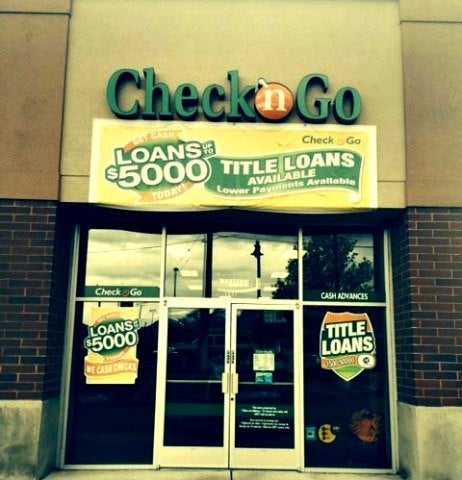 Check 'n Go
GET CASH
LOANS UP TO
$5000
TODAY!
Check 'n Go
TITLE LOANS
AVAILABLE
Lower Payments Available
Check 'n Go
CASH ADVANCES
LOANS
$5000
WE CASH CHECKS
TITLE
LOANS